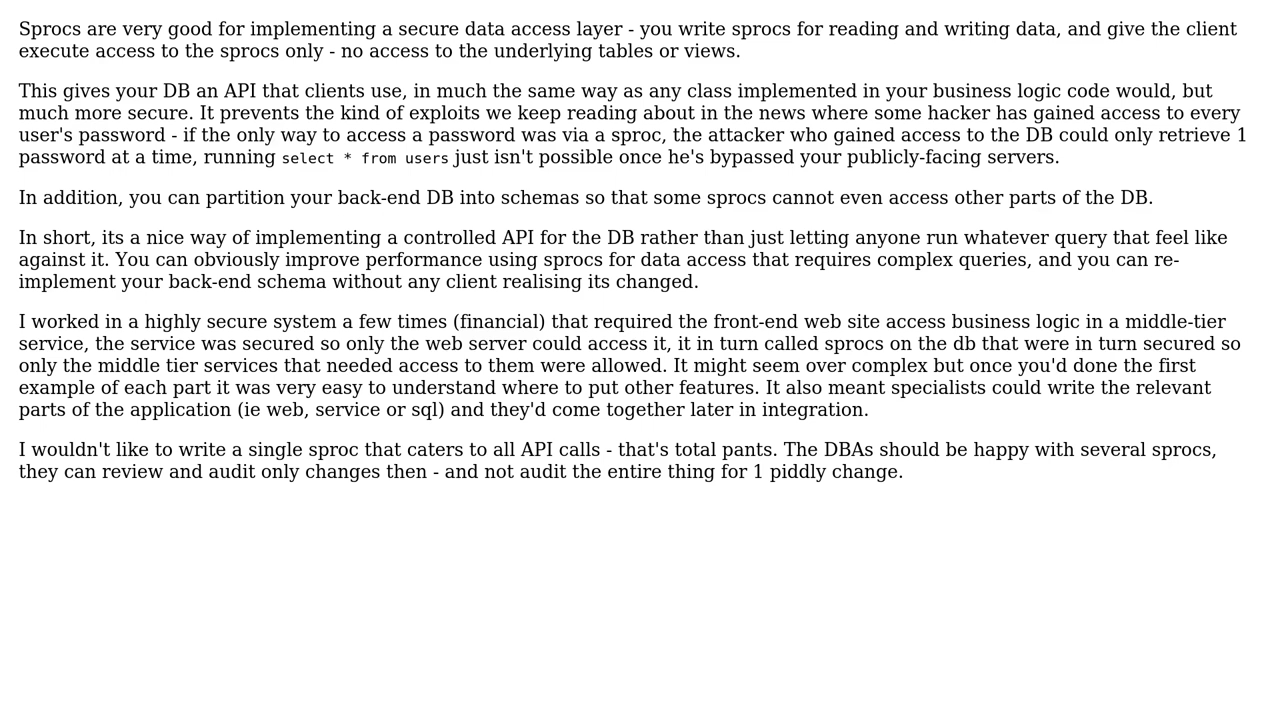 Sprocs are very good for implementing a secure data access layer - you write sprocs for reading and writing data, and give the client
execute access to the sprocs only - no access to the underlying tables or views.
This gives your DB an API that clients use, in much the same way as any class implemented in your business logic code would, but
much more secure. It prevents the kind of exploits we keep reading about in the news where some hacker has gained access to every
user's password - if the only way to access a password was via a sproc, the attacker who gained access to the DB could only retrieve 1
password at a time, running select * from users just isn't possible once he's bypassed your publicly-facing servers.
In addition, you can partition your back-end DB into schemas so that some sprocs cannot even access other parts of the DB.
In short, its a nice way of implementing a controlled API for the DB rather than just letting anyone run whatever query that feel like
against it. You can obviously improve performance using sprocs for data access that requires complex queries, and you can re-
implement your back-end schema without any client realising its changed.
I worked in a highly secure system a few times (financial) that required the front-end web site access business logic in a middle-tier
service, the service was secured so only the web server could access it, it in turn called sprocs on the db that were in turn secured so
only the middle tier services that needed access to them were allowed. It might seem over complex but once you'd done the first
example of each part it was very easy to understand where to put other features. It also meant specialists could write the relevant
parts of the application (ie web, service or sql) and they'd come together later in integration.
I wouldn't like to write a single sproc that caters to all API calls - that's total pants. The DBAs should be happy with several sprocs,
they can review and audit only changes then - and not audit the entire thing for 1 piddly change.